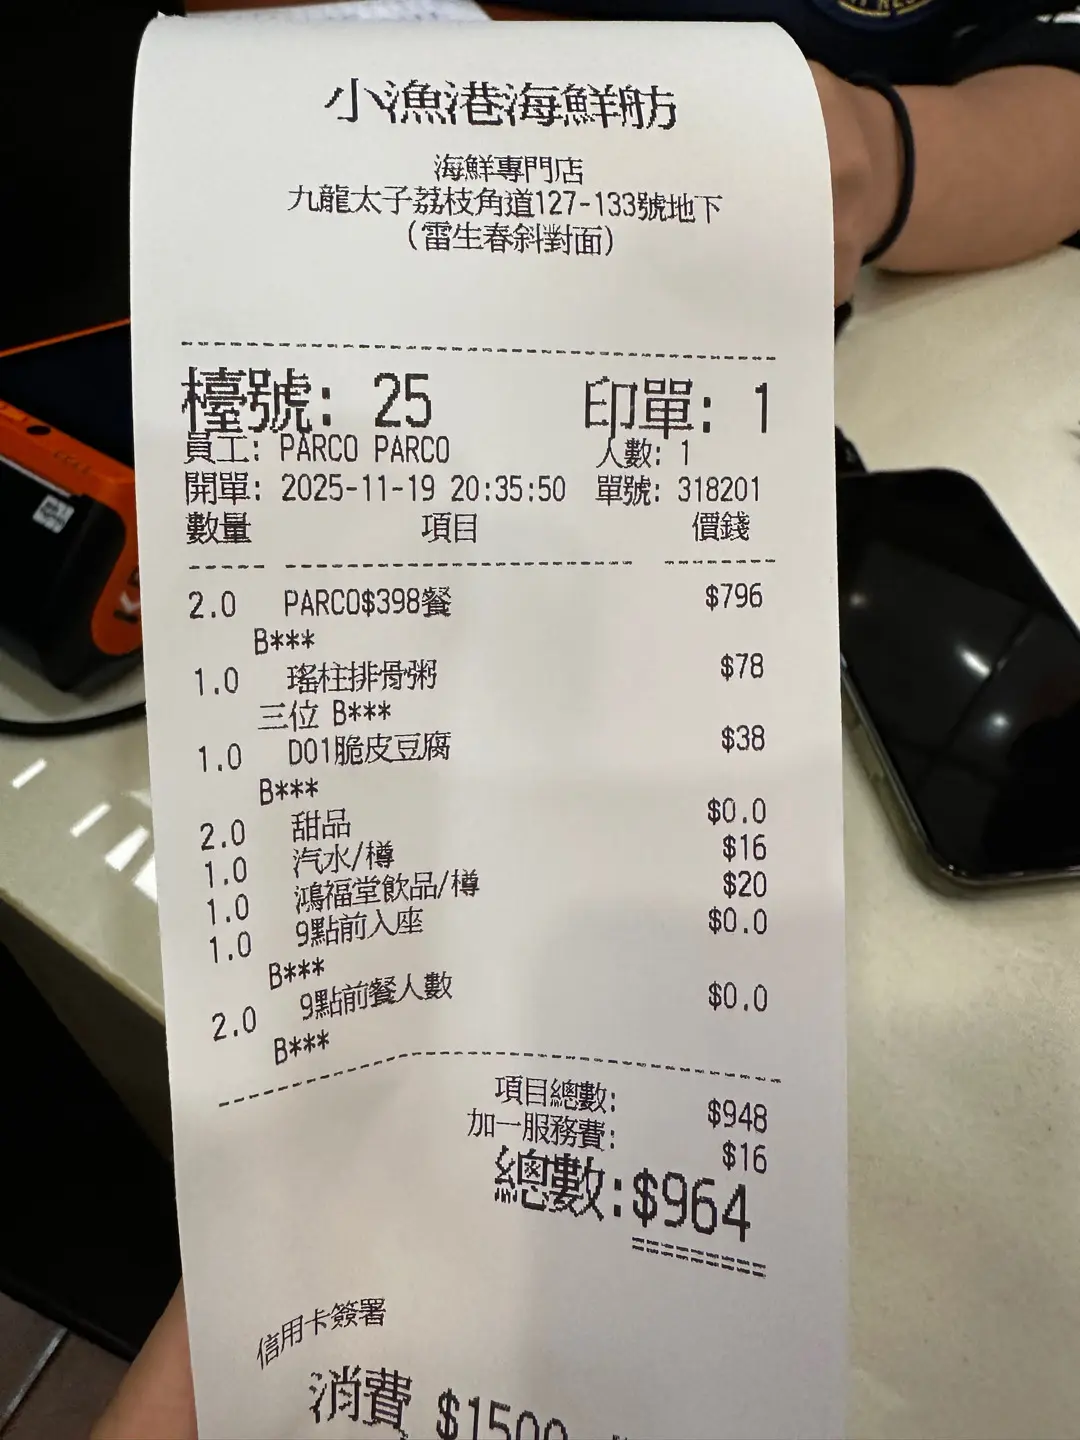 小漁港海鮮舫
海鮮專門店
九龍太子荔枝角道127-133號地下
(雷生春斜對面)
檯號: 25 印單: 1
員工: PARCO PARCO 人數: 1
開單: 2025-11-19 20:35:50 單號: 318201
數量 項目 價錢
2.0 PARCO$398餐 $796
B***
1.0 瑤柱排骨粥 $78
三位 B***
1.0 D01脆皮豆腐 $38
B***
2.0 甜品 $0.0
1.0 汽水/樽 $16
1.0 鴻福堂飲品/樽 $20
1.0 9點前入座 $0.0
B***
2.0 9點前餐人數 $0.0
B***
項目總數: $948
加一服務費: $16
總數:$964
信用卡簽署
消費 $1500